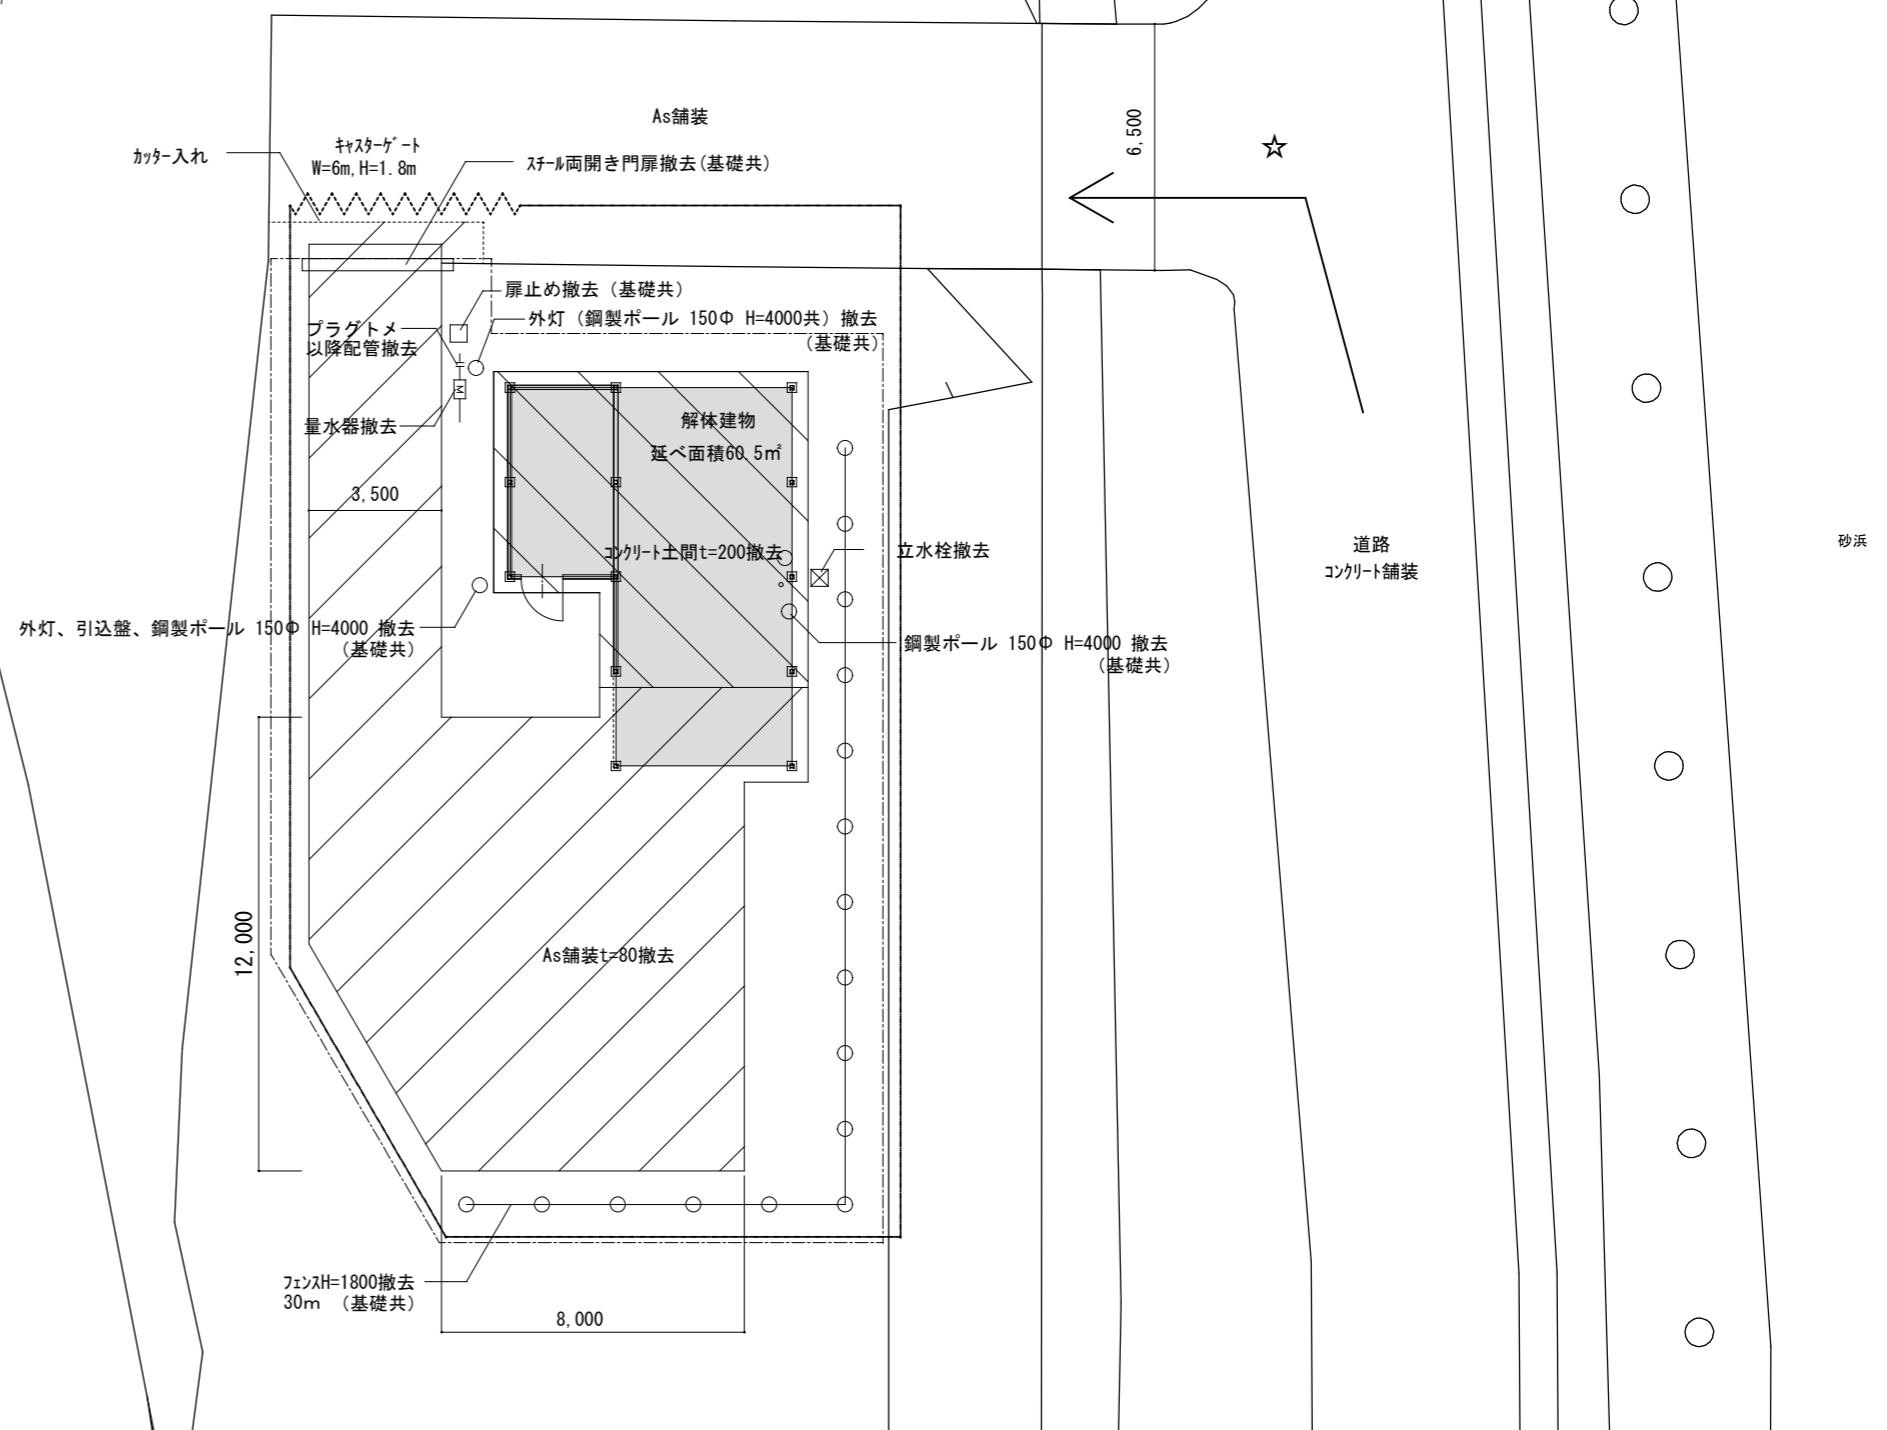 As舗装
6,500
☆
カッター入れ
キャスターゲート
W=6m,H=1.8m
スチール両開き門扉撤去(基礎共)
扉止め撤去（基礎共）
外灯（鋼製ポール 150Φ H=4000共）撤去
（基礎共）
プラグトメ
以降配管撤去
M
量水器撤去
解体建物
延べ面積60.5㎡
3,500
コンクリート土間t=200撤去
立水栓撤去
道路
コンクリート舗装
砂浜
外灯、引込盤、鋼製ポール 150Φ H=4000 撤去
（基礎共）
鋼製ポール 150Φ H=4000 撤去
（基礎共）
12,000
As舗装t=80撤去
フェンスH=1800撤去
30m （基礎共）
8,000